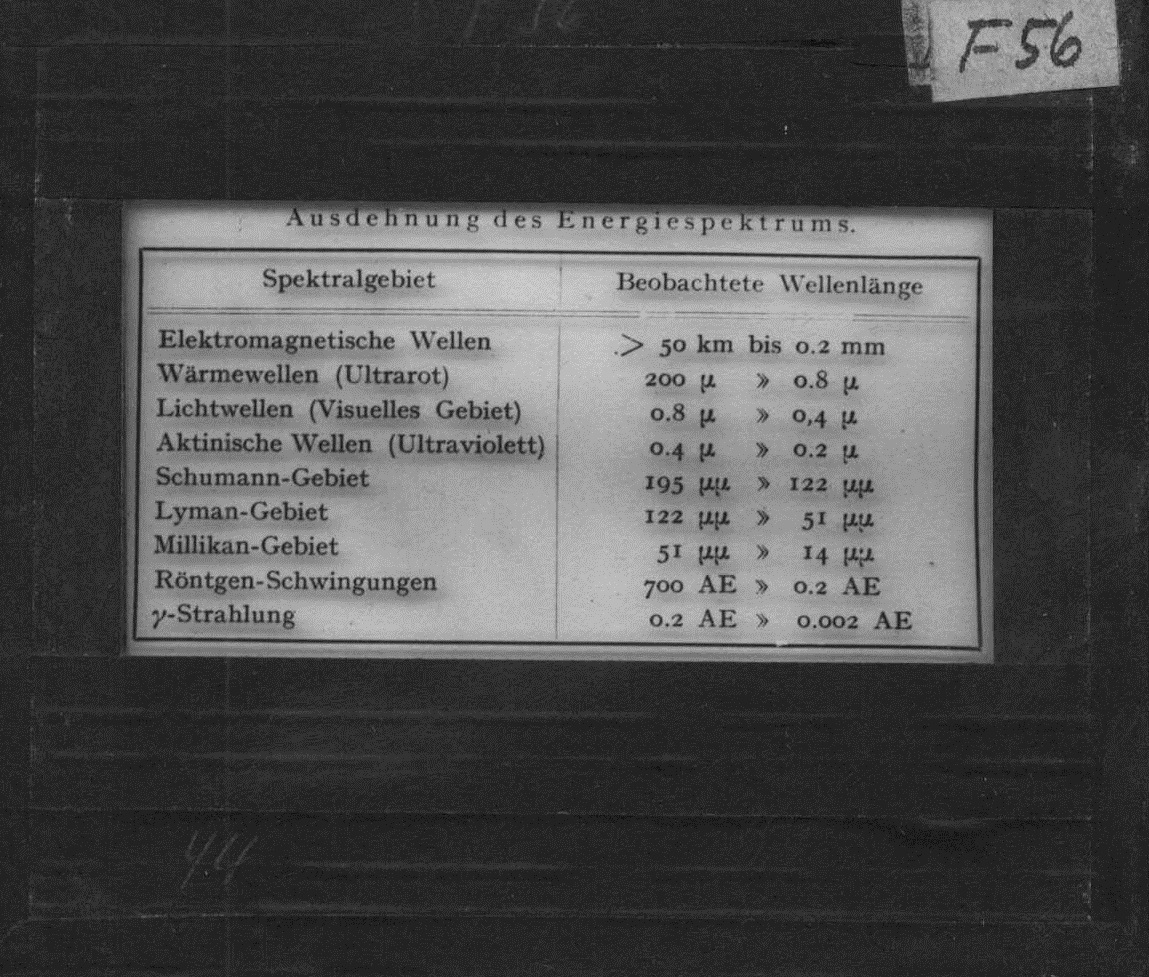 F56
Ausdehnung des Energiespektrums.
Spektralgebiet Beobachtete Wellenlänge
Elektromagnetische Wellen > 50 km bis 0.2 mm
Wärmewellen (Ultrarot) 200 μ » 0.8 μ
Lichtwellen (Visuelles Gebiet) 0.8 μ » 0,4 μ
Aktinische Wellen (Ultraviolett) 0.4 μ » 0.2 μ
Schumann-Gebiet 195 μμ » 122 μμ
Lyman-Gebiet 122 μμ » 51 μμ
Millikan-Gebiet 51 μμ » 14 μμ
Röntgen-Schwingungen 700 AE » 0.2 AE
γ-Strahlung 0.2 AE » 0.002 AE
44